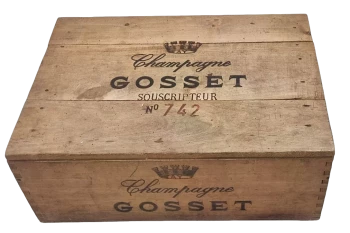 Champagne
GOSSET
SOUSCRIPTEUR
Nº 742
Champagne
GOSSET